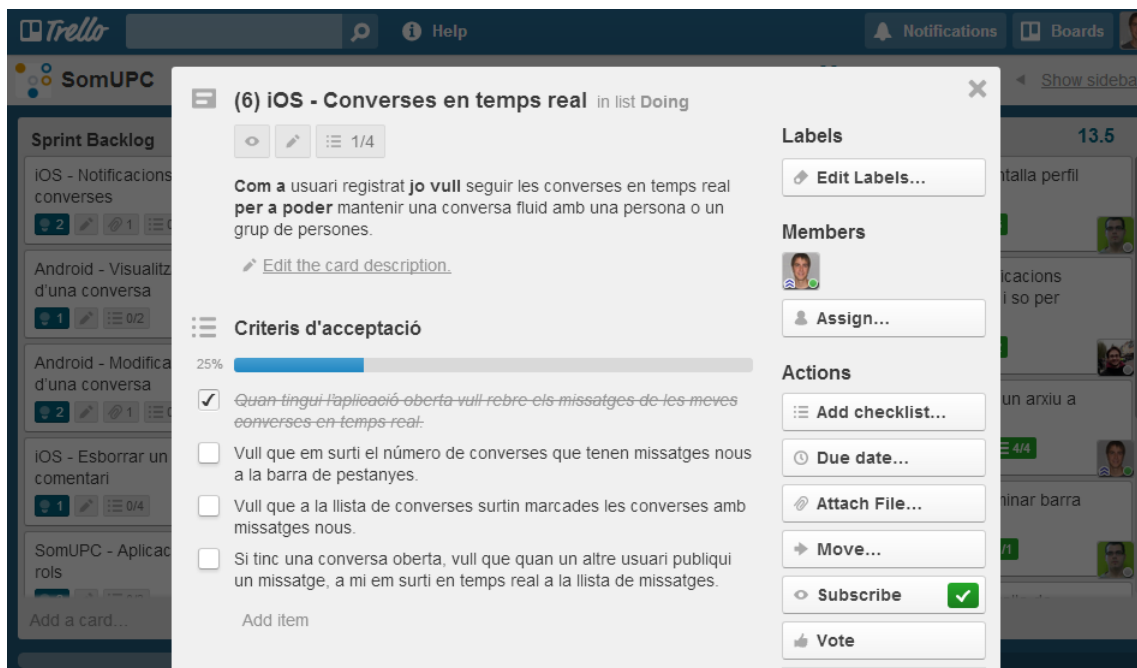 Trello
Help
Notifications
Boards
SomUPC
Show sideba
Sprint Backlog
iOS - Notificacions
converses
2
1
Android - Visualitz
d'una conversa
1
0/2
Android - Modifica
d'una conversa
2
1
iOS - Esborrar un
comentari
1
0/4
SomUPC - Aplicac
rols
Add a card...
(6) iOS - Converses en temps real in list Doing
1/4
Com a usuari registrat jo vull seguir les converses en temps real
per a poder mantenir una conversa fluid amb una persona o un
grup de persones.
Edit the card description.
Criteris d'acceptació
25%
Quan tingui l'aplicació oberta vull rebre els missatges de les meves
converses en temps real.
Vull que em surti el número de converses que tenen missatges nous
a la barra de pestanyes.
Vull que a la llista de converses surtin marcades les converses amb
missatges nous.
Si tinc una conversa oberta, vull que quan un altre usuari publiqui
un missatge, a mi em surti en temps real a la llista de missatges.
Add item
Labels
Edit Labels...
Members
Assign...
Actions
Add checklist...
Due date...
Attach File...
Move...
Subscribe
Vote
13.5
ntalla perfil
icacions
i so per
un arxiu a
4/4
minar barra
/1